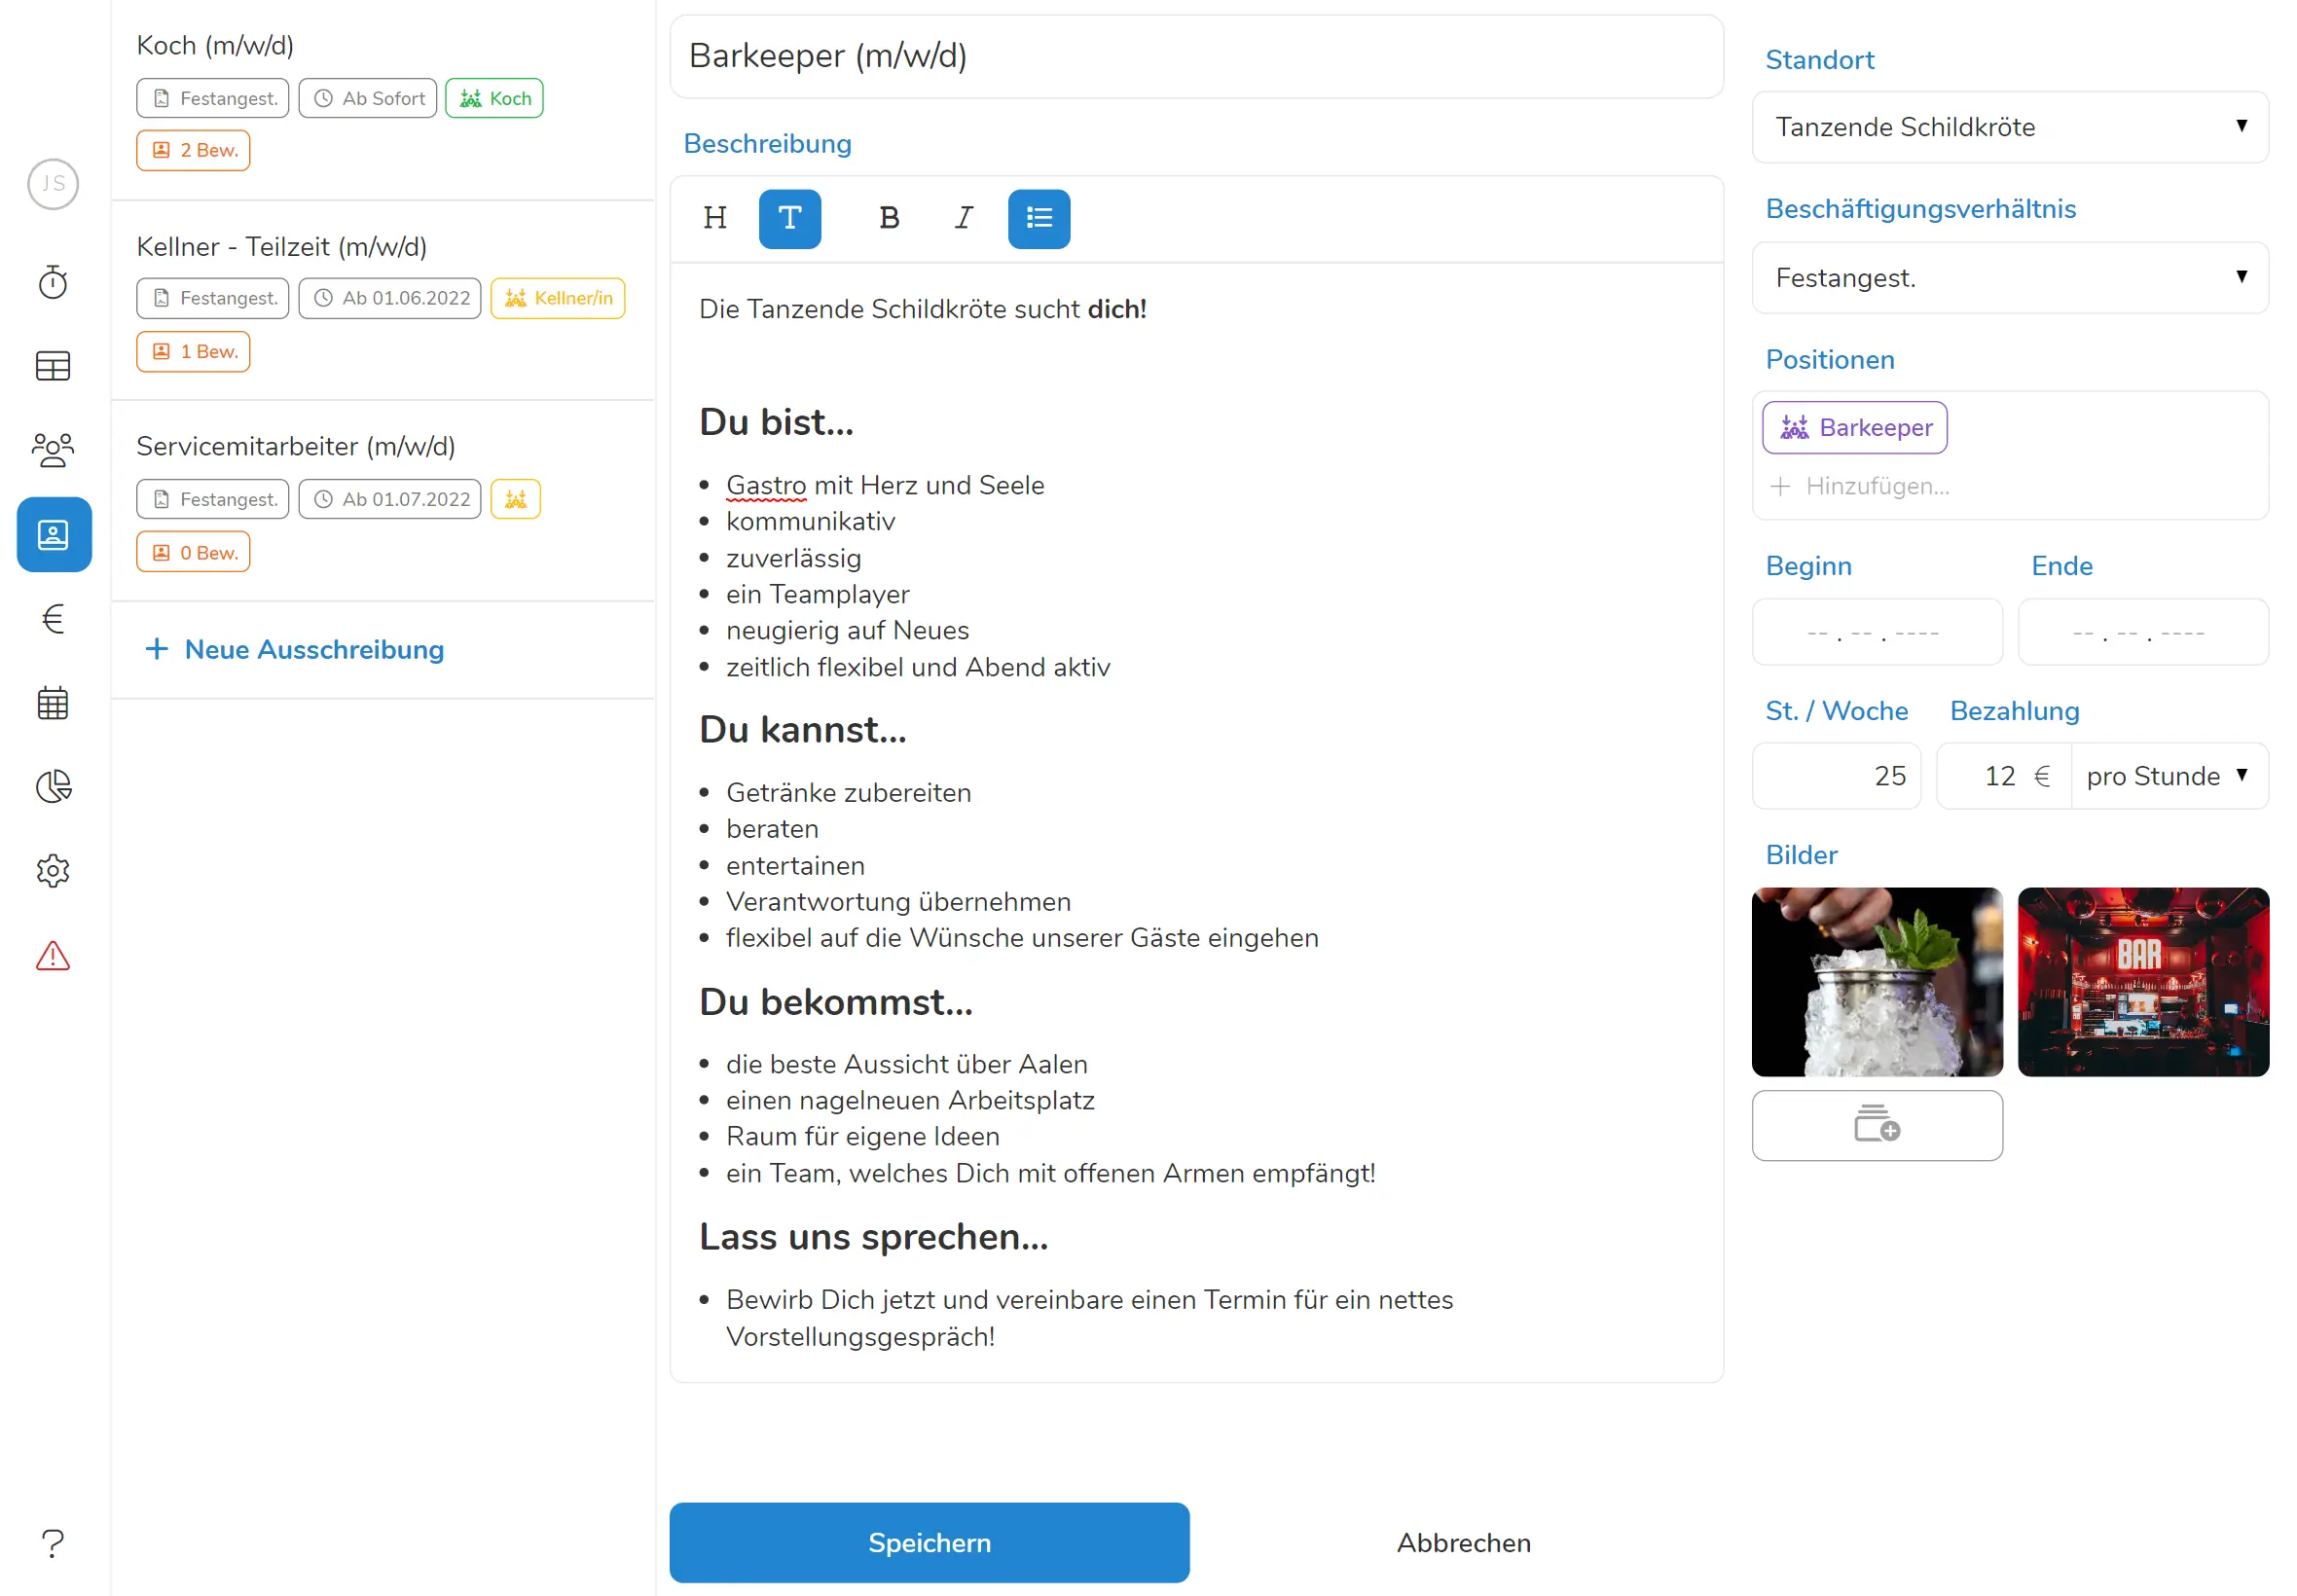 JS
Koch (m/w/d)
Festangest. Ab Sofort Koch
2 Bew.
Kellner - Teilzeit (m/w/d)
Festangest. Ab 01.06.2022 Kellner/in
1 Bew.
Servicemitarbeiter (m/w/d)
Festangest. Ab 01.07.2022
0 Bew.
+ Neue Ausschreibung
?
Barkeeper (m/w/d)
Beschreibung
H T B I
Die Tanzende Schildkröte sucht dich!
Du bist...
• Gastro mit Herz und Seele
• kommunikativ
• zuverlässig
• ein Teamplayer
• neugierig auf Neues
• zeitlich flexibel und Abend aktiv
Du kannst...
• Getränke zubereiten
• beraten
• entertainen
• Verantwortung übernehmen
• flexibel auf die Wünsche unserer Gäste eingehen
Du bekommst...
• die beste Aussicht über Aalen
• einen nagelneuen Arbeitsplatz
• Raum für eigene Ideen
• ein Team, welches Dich mit offenen Armen empfängt!
Lass uns sprechen...
• Bewirb Dich jetzt und vereinbare einen Termin für ein nettes
Vorstellungsgespräch!
Speichern Abbrechen
Standort
Tanzende Schildkröte
Beschäftigungsverhältnis
Festangest.
Positionen
Barkeeper
+ Hinzufügen...
Beginn Ende
-- . -- . ---- -- . -- . ----
St. / Woche Bezahlung
25 12 € pro Stunde
Bilder
BAR